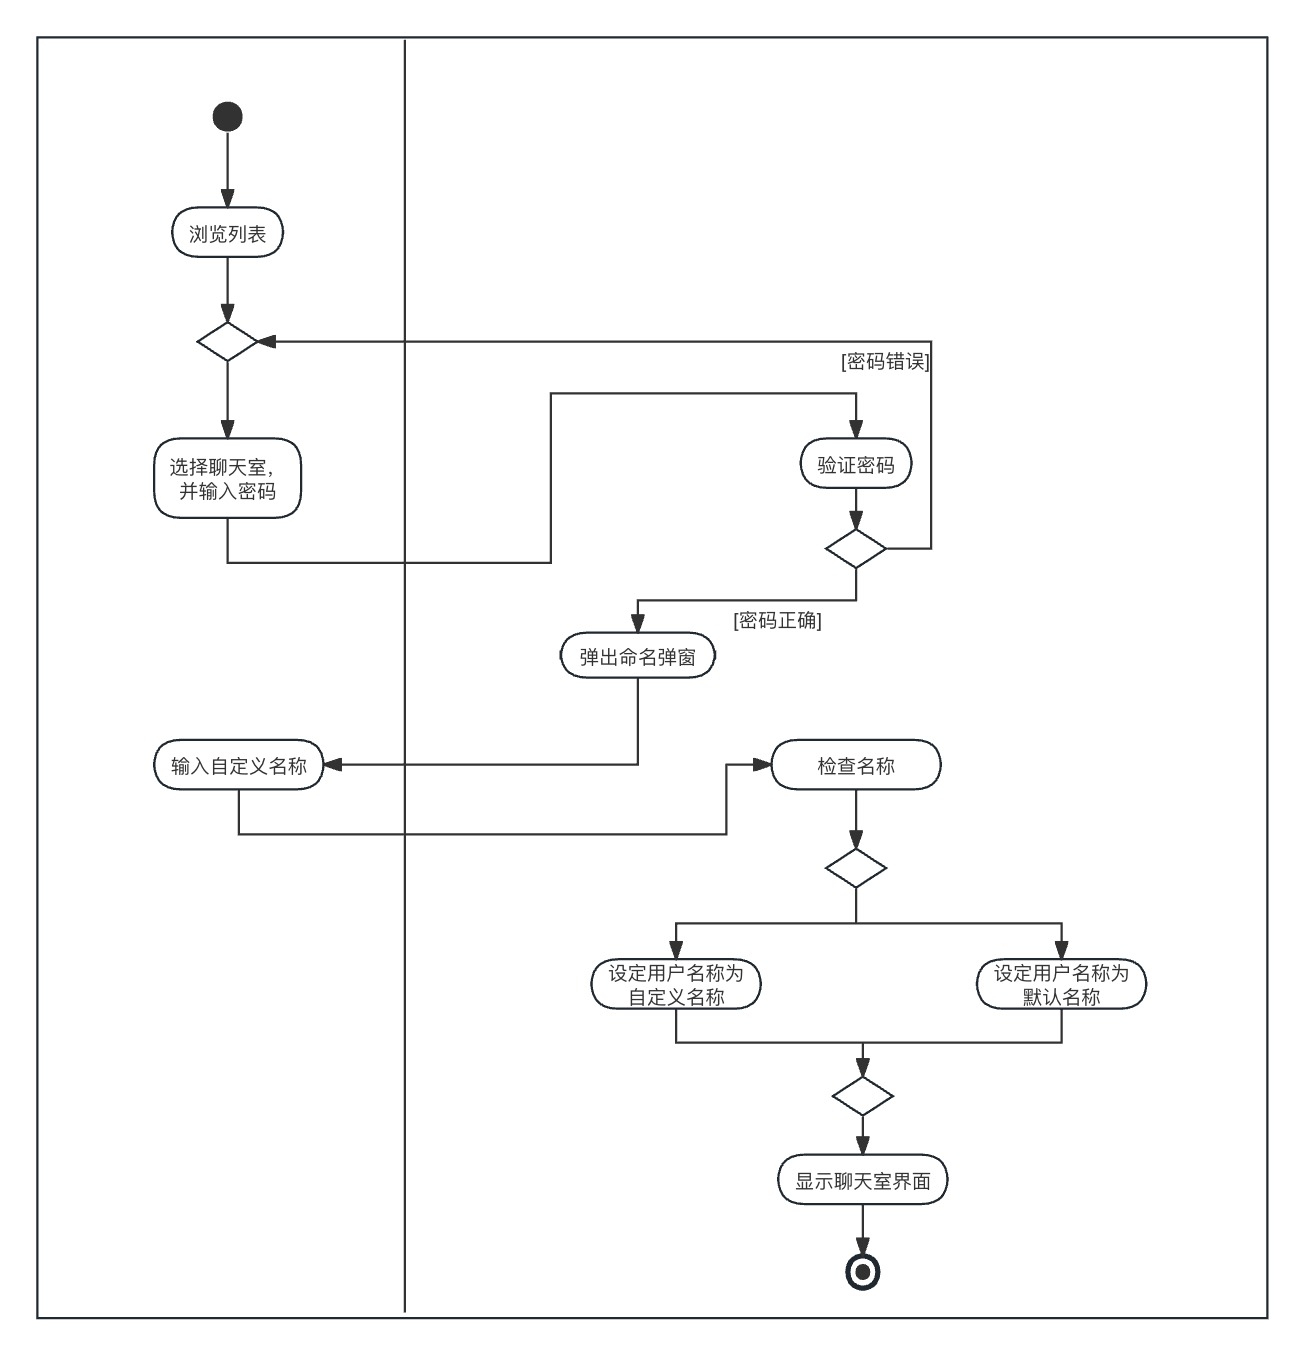 浏览列表
[密码错误]
选择聊天室，
并输入密码
验证密码
[密码正确]
弹出命名弹窗
输入自定义名称
检查名称
设定用户名称为
自定义名称
设定用户名称为
默认名称
显示聊天室界面